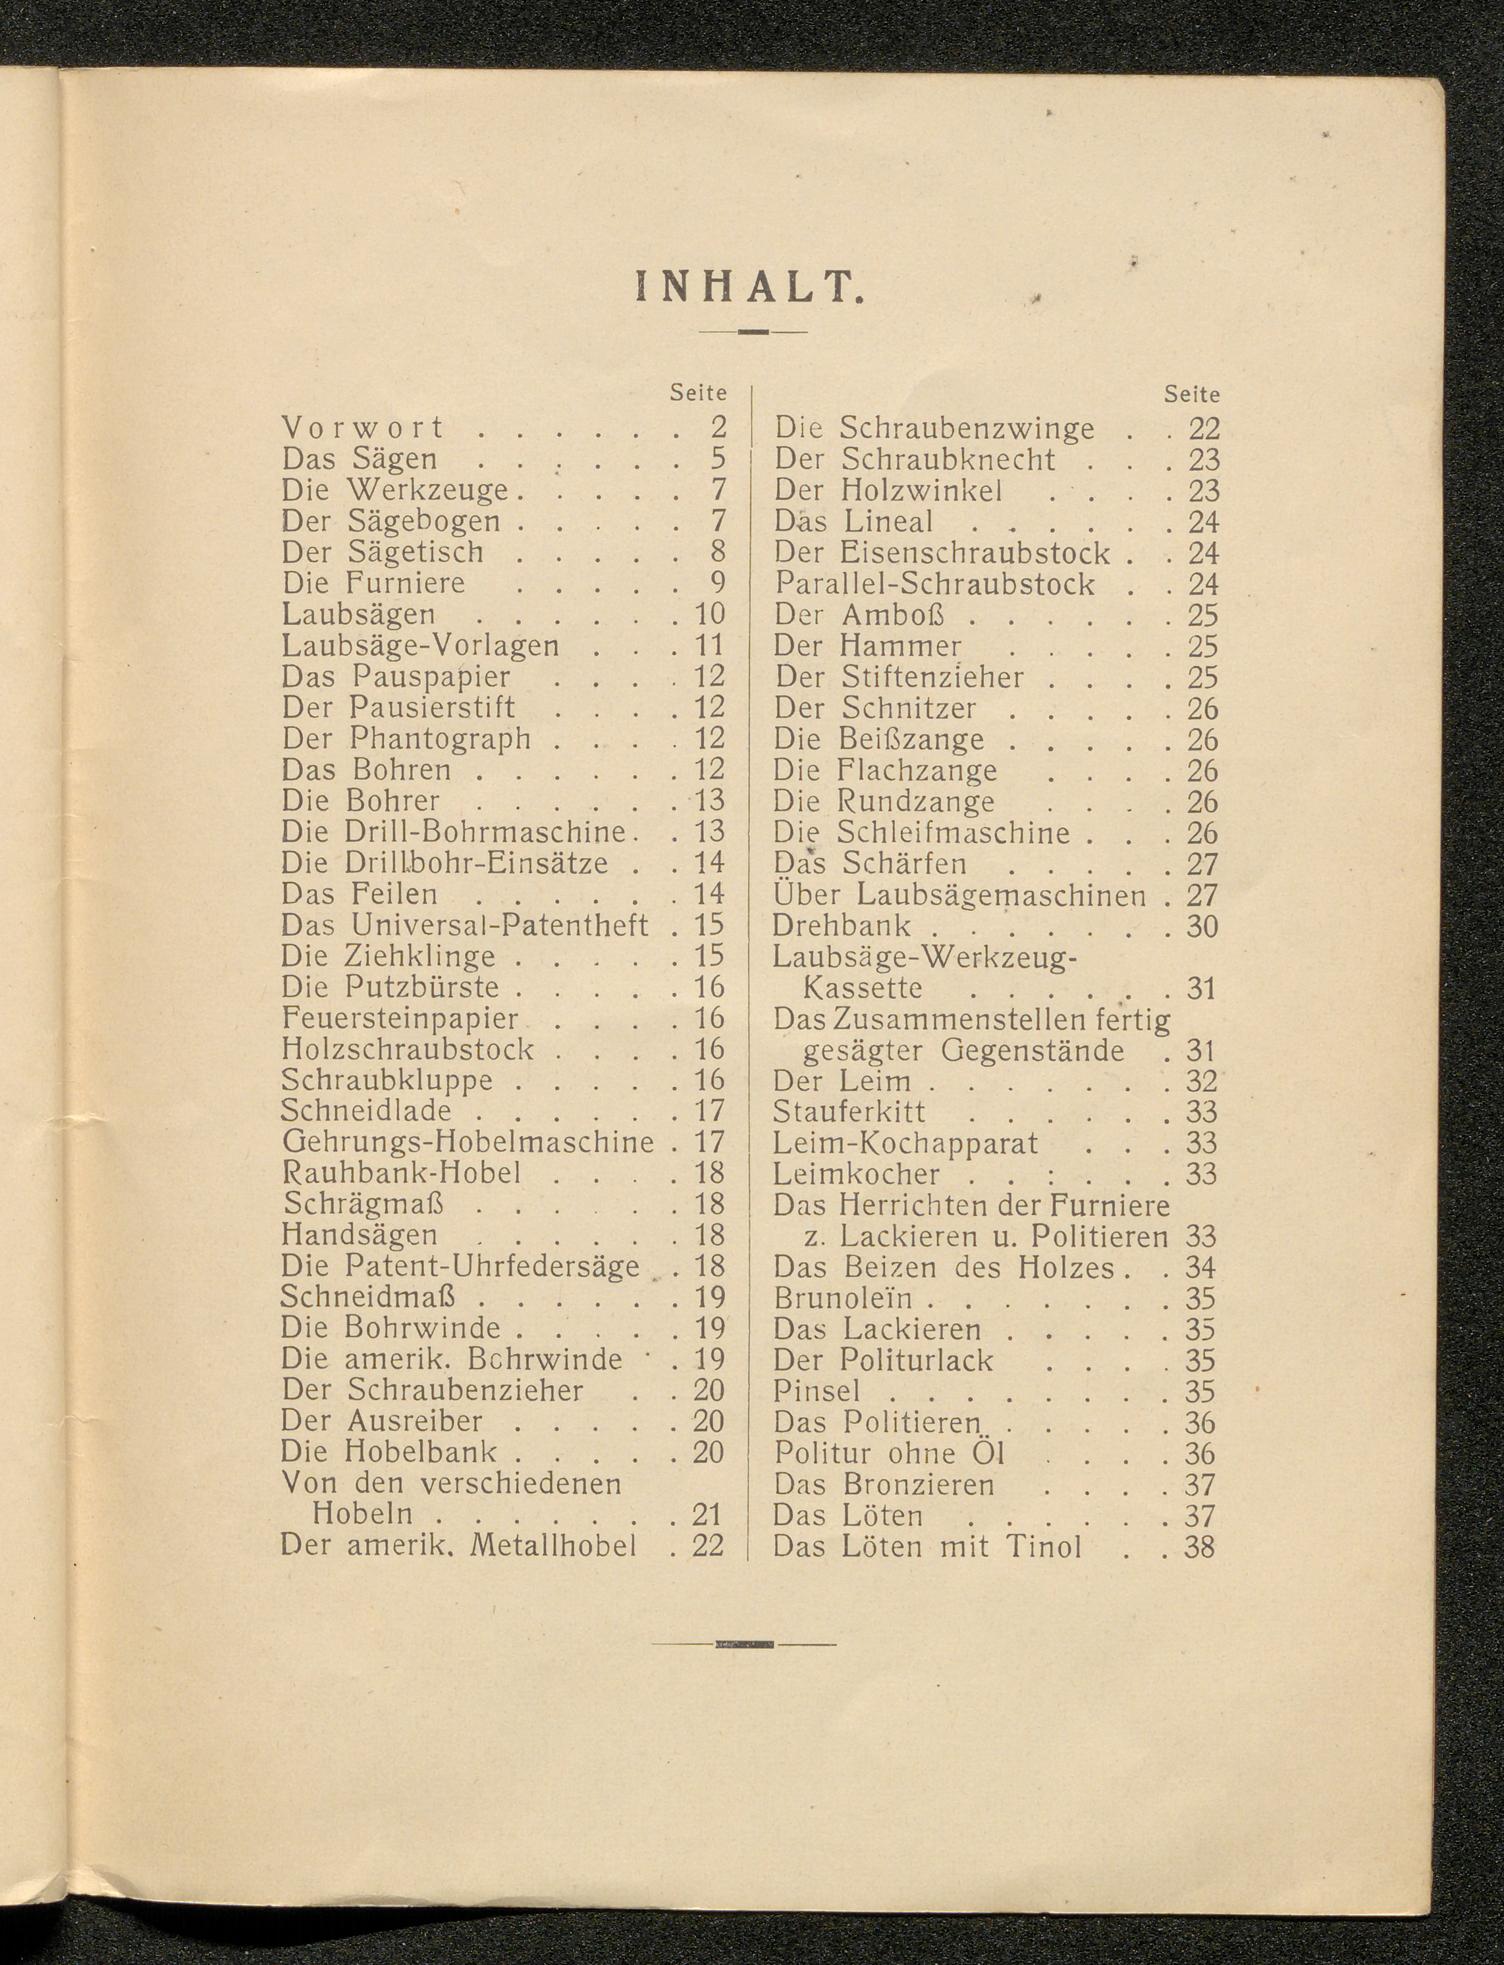 INHALT.
Seite
Vorwort . . . . . . 2
Das Sägen . . . . . . 5
Die Werkzeuge . . . . . 7
Der Sägebogen . . . . . 7
Der Sägetisch . . . . . 8
Die Furniere . . . . . 9
Laubsägen . . . . . . 10
Laubsäge-Vorlagen . . . 11
Das Pauspapier . . . . 12
Der Pausierstift . . . . 12
Der Phantograph . . . . 12
Das Bohren . . . . . . 12
Die Bohrer . . . . . . 13
Die Drill-Bohrmaschine . . 13
Die Drillbohr-Einsätze . . 14
Das Feilen . . . . . . 14
Das Universal-Patentheft . 15
Die Ziehklinge . . . . . 15
Die Putzbürste . . . . . 16
Feuersteinpapier . . . . 16
Holzschraubstock . . . . 16
Schraubkluppe . . . . . 16
Schneidlade . . . . . . 17
Gehrungs-Hobelmaschine . 17
Rauhbank-Hobel . . . . 18
Schrägmaß . . . . . . 18
Handsägen . . . . . . 18
Die Patent-Uhrfedersäge . . 18
Schneidmaß . . . . . . 19
Die Bohrwinde . . . . . 19
Die amerik. Bohrwinde . . 19
Der Schraubenzieher . . 20
Der Ausreiber . . . . . 20
Die Hobelbank . . . . . 20
Von den verschiedenen
Hobeln . . . . . . . 21
Der amerik. Metallhobel . 22
Seite
Die Schraubenzwinge . . 22
Der Schraubknecht . . . 23
Der Holzwinkel . . . . 23
Das Lineal . . . . . . 24
Der Eisenschraubstock . . 24
Parallel-Schraubstock . . 24
Der Amboß . . . . . . 25
Der Hammer . . . . . 25
Der Stiftenzieher . . . . 25
Der Schnitzer . . . . . 26
Die Beißzange . . . . . 26
Die Flachzange . . . . 26
Die Rundzange . . . . 26
Die Schleifmaschine . . . 26
Das Schärfen . . . . . 27
Über Laubsägemaschinen . 27
Drehbank . . . . . . . 30
Laubsäge-Werkzeug-
Kassette . . . . . . 31
Das Zusammenstellen fertig
gesägter Gegenstände . 31
Der Leim . . . . . . . 32
Stauferkitt . . . . . . 33
Leim-Kochapparat . . . 33
Leimkocher . . : . . . 33
Das Herrichten der Furniere
z. Lackieren u. Politieren 33
Das Beizen des Holzes . . 34
Brunoleïn . . . . . . . 35
Das Lackieren . . . . . 35
Der Politurlack . . . . 35
Pinsel . . . . . . . . 35
Das Politieren . . . . . 36
Politur ohne Öl . . . . 36
Das Bronzieren . . . . 37
Das Löten . . . . . . 37
Das Löten mit Tinol . . 38